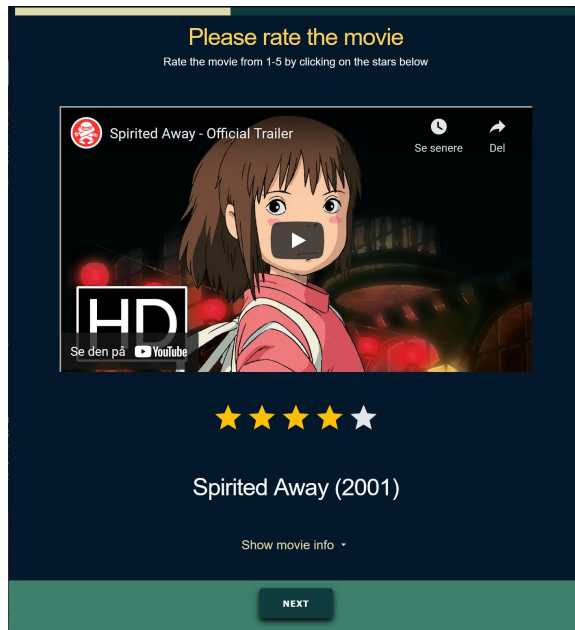 Please rate the movie
Rate the movie from 1-5 by clicking on the stars below
Spirited Away - Official Trailer
Se senere
Del
HD
Se den på YouTube
Spirited Away (2001)
Show movie info
NEXT